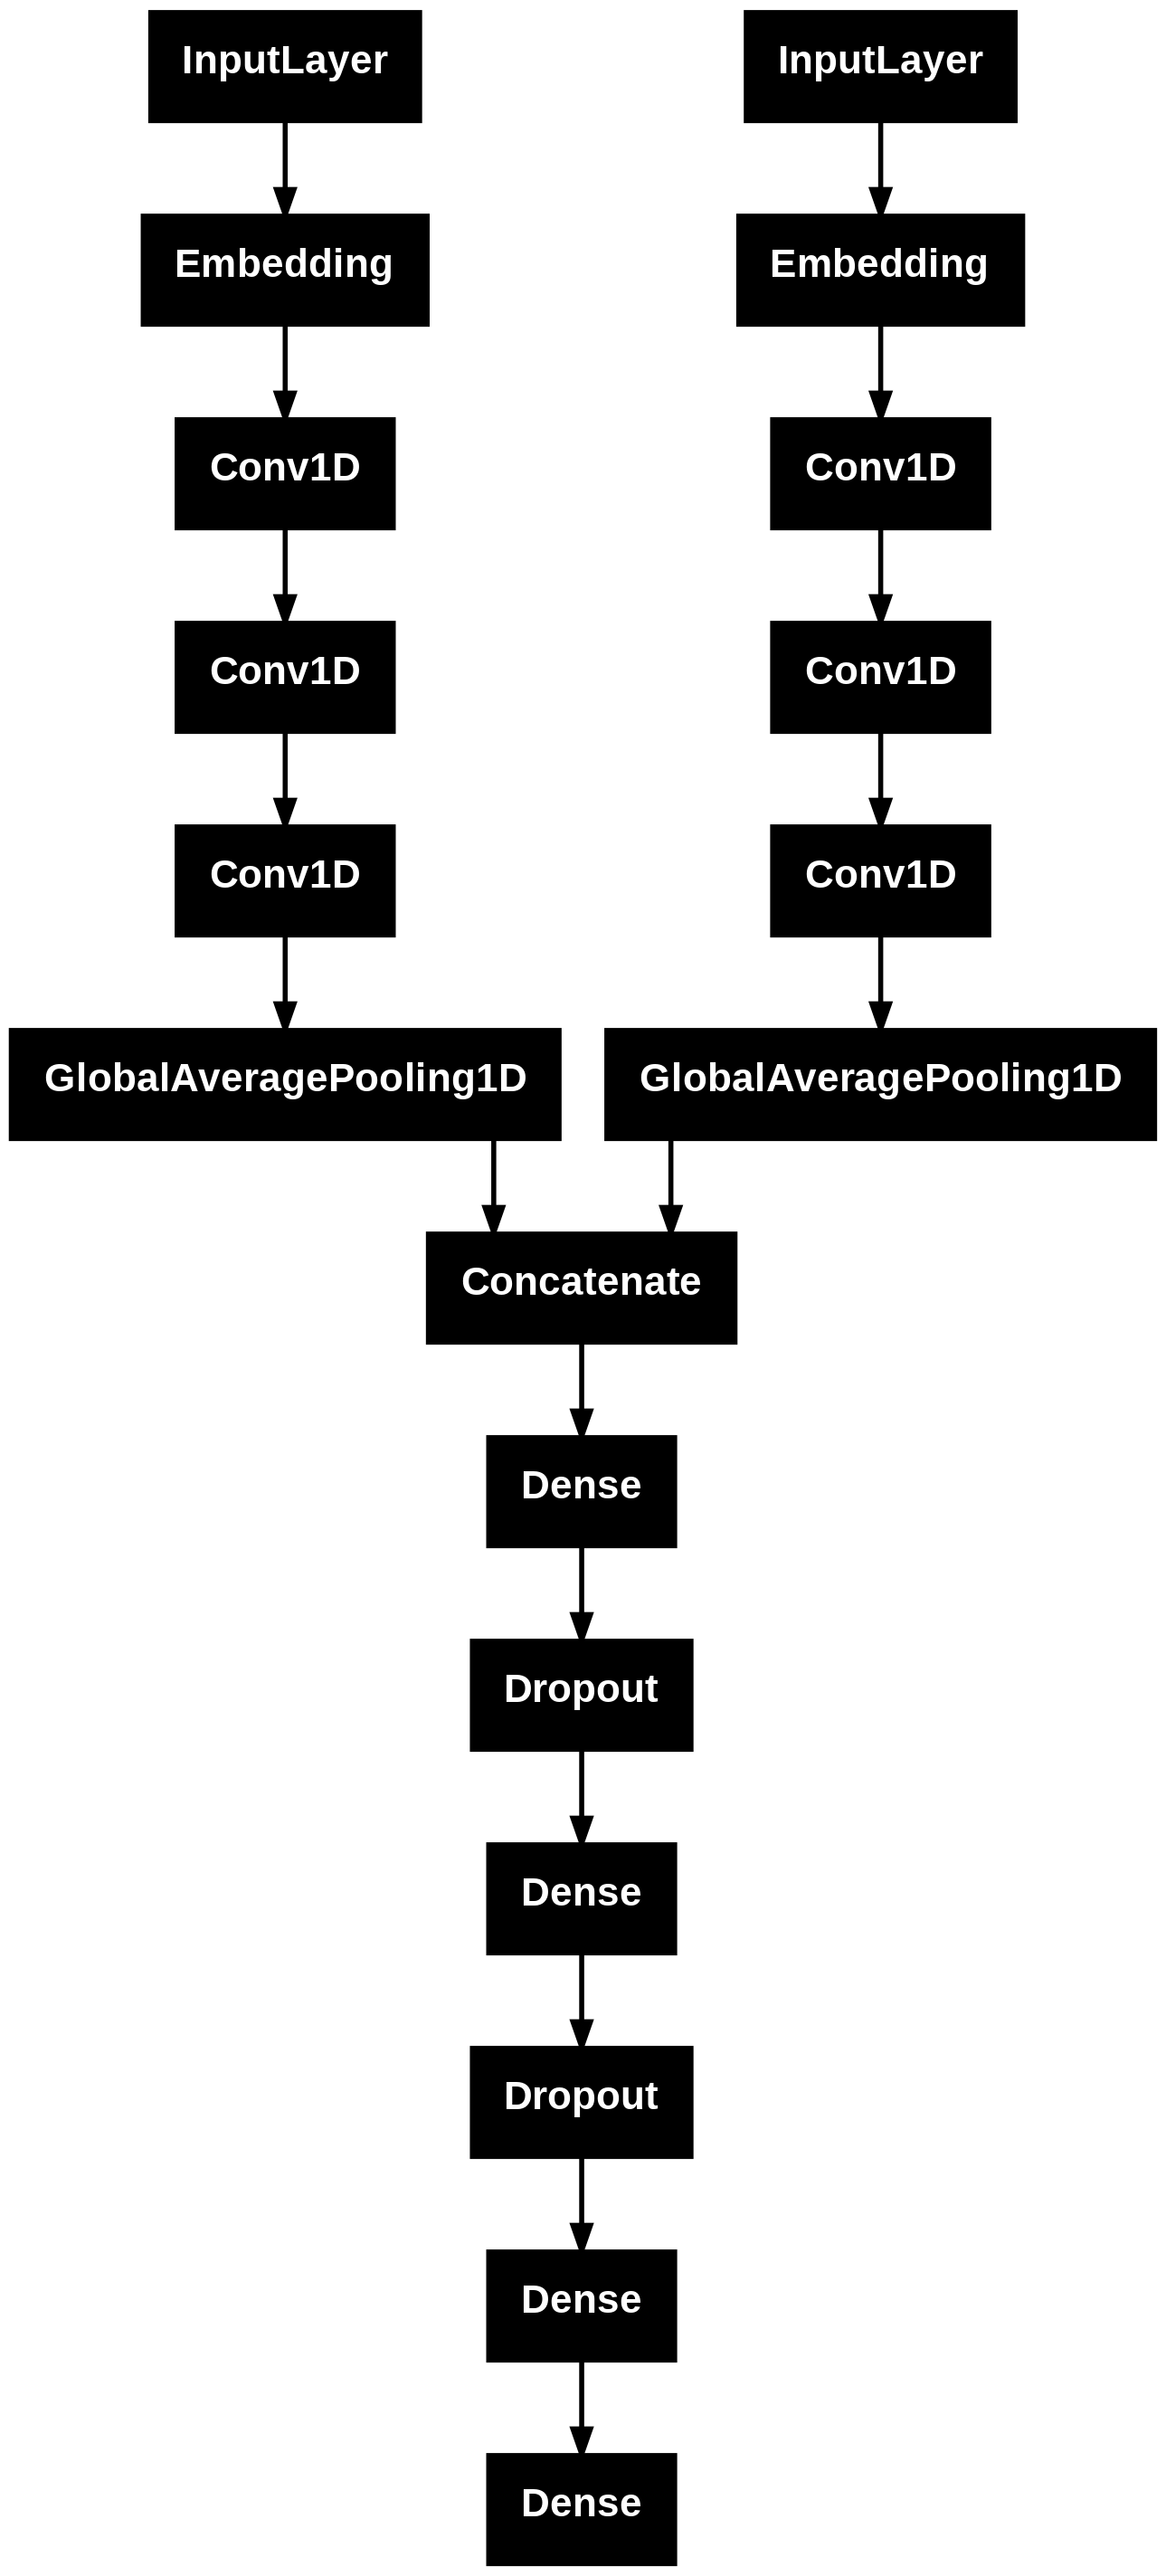 InputLayer InputLayer
Embedding Embedding
Conv1D Conv1D
Conv1D Conv1D
Conv1D Conv1D
GlobalAveragePooling1D GlobalAveragePooling1D
Concatenate
Dense
Dropout
Dense
Dropout
Dense
Dense